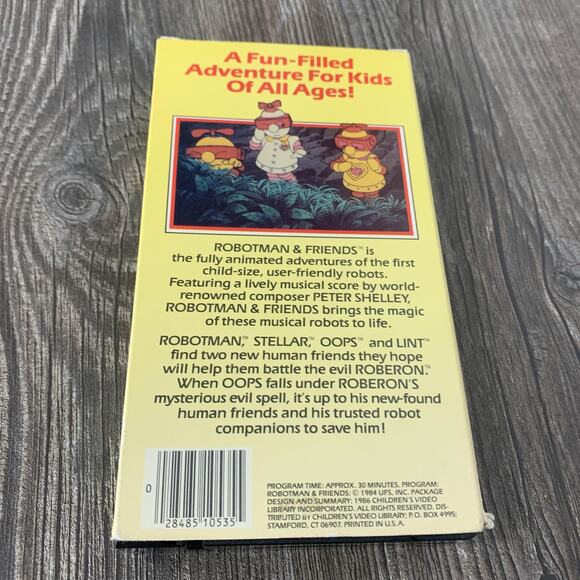 A Fun-Filled
Adventure For Kids
Of All Ages!
ROBOTMAN & FRIENDS™ is
the fully animated adventures of the first
child-size, user-friendly robots.
Featuring a lively musical score by world-
renowned composer PETER SHELLEY,
ROBOTMAN & FRIENDS brings the magic
of these musical robots to life.
ROBOTMAN,™ STELLAR,™ OOPS™ and LINT™
find two new human friends they hope
will help them battle the evil ROBERON.™
When OOPS falls under ROBERON'S
mysterious evil spell, it's up to his new-found
human friends and his trusted robot
companions to save him!
PROGRAM TIME: APPROX. 30 MINUTES. PROGRAM:
ROBOTMAN & FRIENDS: © 1984 UFS, INC. PACKAGE
DESIGN AND SUMMARY: 1986 CHILDREN'S VIDEO
LIBRARY INCORPORATED. ALL RIGHTS RESERVED. DIS-
TRIBUTED BY CHILDREN'S VIDEO LIBRARY; P.O. BOX 4995;
STAMFORD, CT 06907. PRINTED IN U.S.A.
0 28485 10535